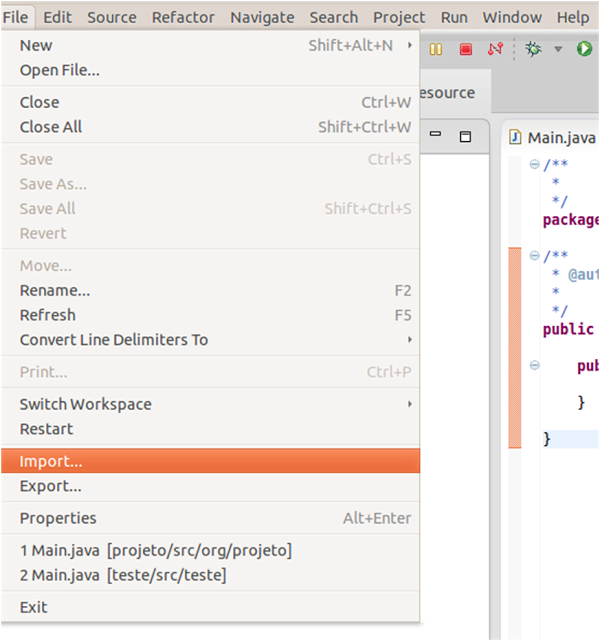 File Edit Source Refactor Navigate Search Project Run Window Help
New Shift+Alt+N
Open File...
Close Ctrl+W
Close All Shift+Ctrl+W
Save Ctrl+S
Save As...
Save All Shift+Ctrl+S
Revert
Move...
Rename... F2
Refresh F5
Convert Line Delimiters To
Print... Ctrl+P
Switch Workspace
Restart
Import...
Export...
Properties Alt+Enter
1 Main.java [projeto/src/org/projeto]
2 Main.java [teste/src/teste]
Exit
esource
Main.java
/**
*
*/
package
/**
* @aut
*
*/
public
pub
}
}